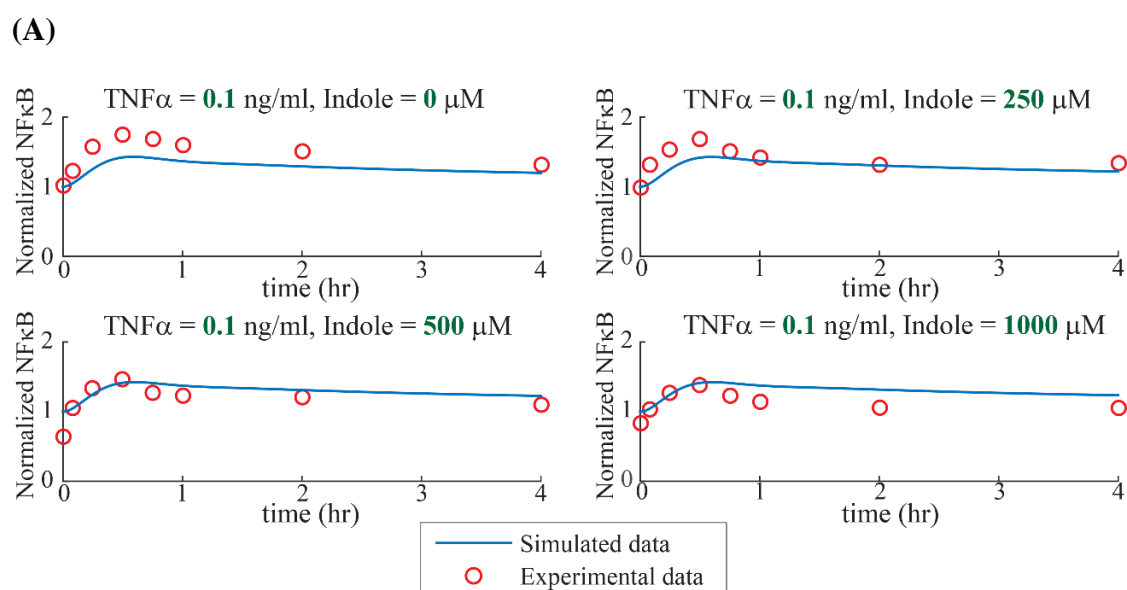 (A)
TNFα = 0.1 ng/ml, Indole = 0 μM
Normalized NFκB
2
1
0
0 1 2 3 4
time (hr)
TNFα = 0.1 ng/ml, Indole = 250 μM
Normalized NFκB
2
1
0
0 1 2 3 4
time (hr)
TNFα = 0.1 ng/ml, Indole = 500 μM
Normalized NFκB
2
1
0
0 1 2 3 4
time (hr)
TNFα = 0.1 ng/ml, Indole = 1000 μM
Normalized NFκB
2
1
0
0 1 2 3 4
time (hr)
Simulated data
Experimental data